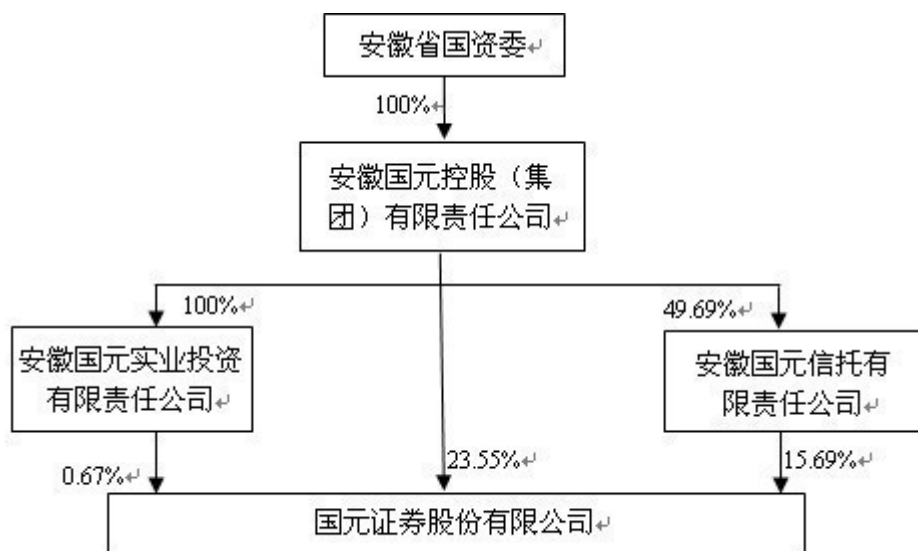 安徽省国资委↵
100%↵
安徽国元控股（集
团）有限责任公司↵
100%↵
49.69%↵
安徽国元实业投资
有限责任公司↵
安徽国元信托有
限责任公司↵
0.67%↵
23.55%↵
15.69%↵
国元证券股份有限公司↵